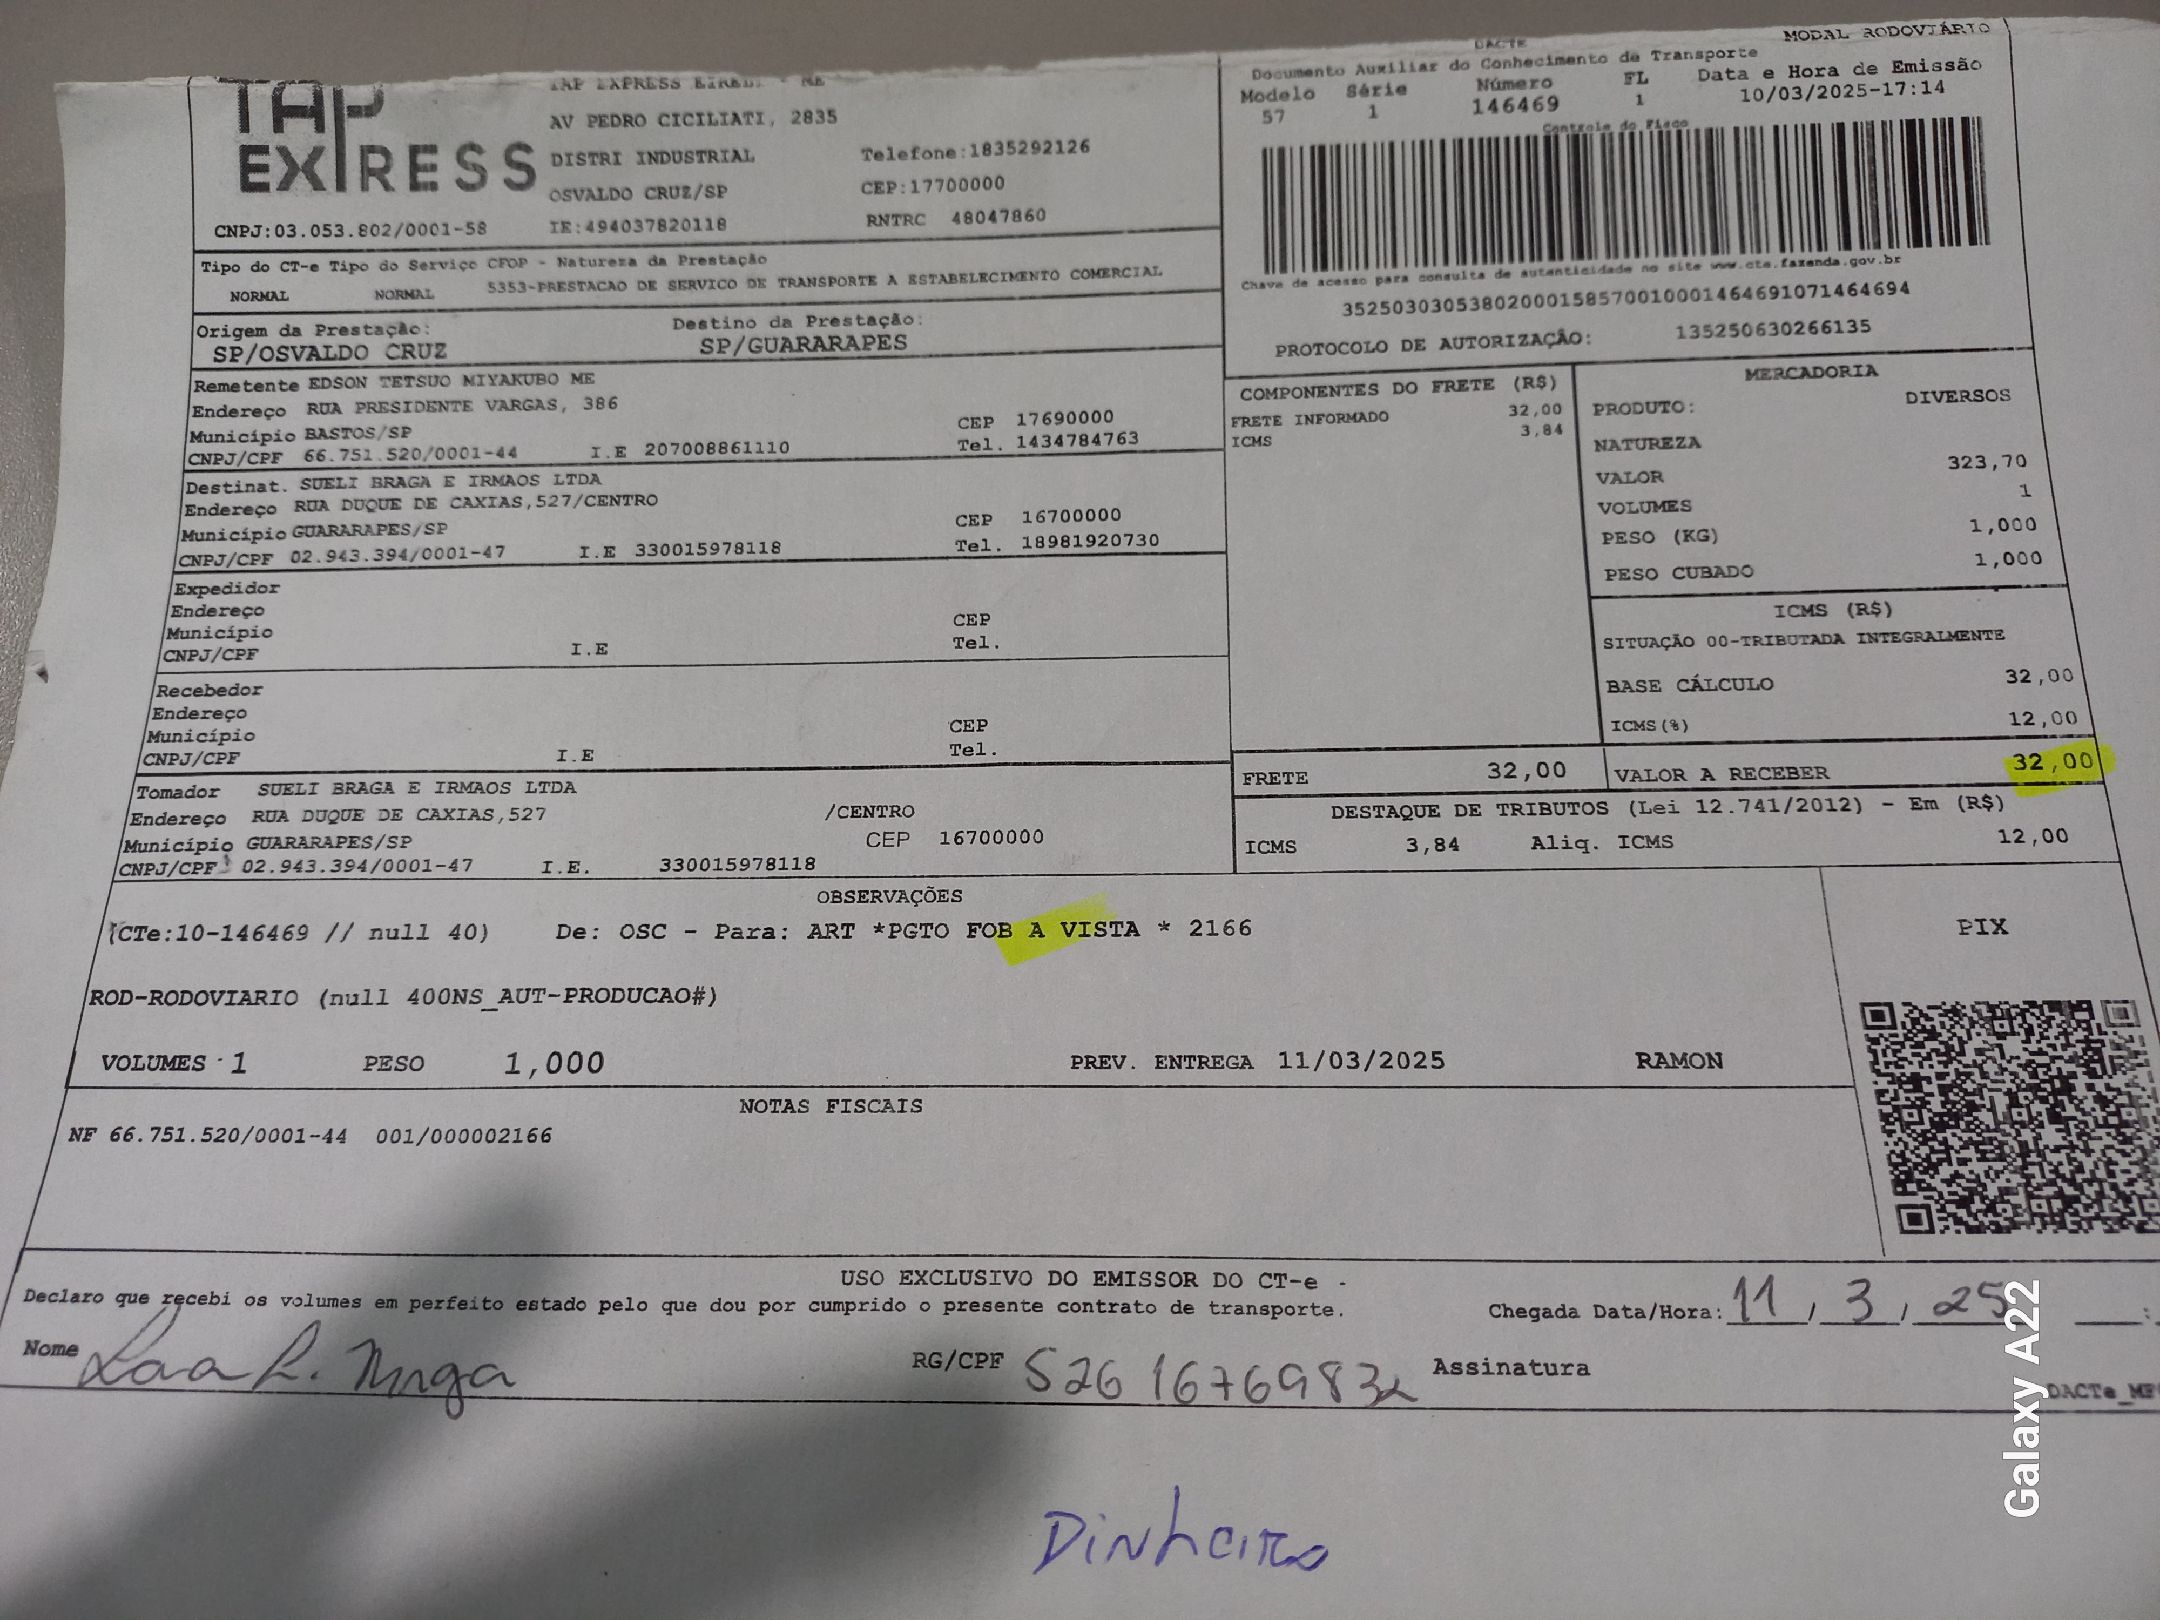 MODAL RODOVIÁRIO
TAP EXPRESS
TAP EXPRESS EIRELI - ME
AV PEDRO CICILIATI, 2835
DISTRI INDUSTRIAL Telefone:1835292126
OSVALDO CRUZ/SP CEP:17700000
CNPJ:03.053.802/0001-58 IE:494037820118 RNTRC 48047860
DACTE
Documento Auxiliar do Conhecimento de Transporte
Modelo Série Número FL Data e Hora de Emissão
57 1 146469 1 10/03/2025-17:14
Controle do Fisco
Chave de acesso para consulta de autenticidade no site www.cte.fazenda.gov.br
35250303053802000158570010001464691071464694
PROTOCOLO DE AUTORIZAÇÃO: 135250630266135
Tipo do CT-e Tipo do Serviço CFOP - Natureza da Prestação
NORMAL NORMAL 5353-PRESTACAO DE SERVICO DE TRANSPORTE A ESTABELECIMENTO COMERCIAL
Origem da Prestação: Destino da Prestação:
SP/OSVALDO CRUZ SP/GUARARAPES
Remetente EDSON TETSUO MIYAKUBO ME
Endereço RUA PRESIDENTE VARGAS, 386
Município BASTOS/SP CEP 17690000
CNPJ/CPF 66.751.520/0001-44 I.E 207008861110 Tel. 1434784763
Destinat. SUELI BRAGA E IRMAOS LTDA
Endereço RUA DUQUE DE CAXIAS,527/CENTRO
Município GUARARAPES/SP CEP 16700000
CNPJ/CPF 02.943.394/0001-47 I.E 330015978118 Tel. 18981920730
Expedidor
Endereço
Município CEP
CNPJ/CPF I.E Tel.
Recebedor
Endereço
Município CEP
CNPJ/CPF I.E Tel.
Tomador SUELI BRAGA E IRMAOS LTDA
Endereço RUA DUQUE DE CAXIAS,527 /CENTRO
Município GUARARAPES/SP CEP 16700000
CNPJ/CPF 02.943.394/0001-47 I.E. 330015978118
COMPONENTES DO FRETE (R$)
FRETE INFORMADO 32,00
ICMS 3,84
MERCADORIA
PRODUTO: DIVERSOS
NATUREZA
VALOR 323,70
VOLUMES 1
PESO (KG) 1,000
PESO CUBADO 1,000
ICMS (R$)
SITUAÇÃO 00-TRIBUTADA INTEGRALMENTE
BASE CÁLCULO 32,00
ICMS(%) 12,00
FRETE 32,00 VALOR A RECEBER 32,00
DESTAQUE DE TRIBUTOS (Lei 12.741/2012) - Em (R$)
ICMS 3,84 Aliq. ICMS 12,00
OBSERVAÇÕES
(CTe:10-146469 // null 40) De: OSC - Para: ART *PGTO FOB A VISTA * 2166
PIX
ROD-RODOVIARIO (null 400NS_AUT-PRODUCAO#)
VOLUMES 1 PESO 1,000 PREV. ENTREGA 11/03/2025 RAMON
NOTAS FISCAIS
NF 66.751.520/0001-44 001/000002166
USO EXCLUSIVO DO EMISSOR DO CT-e -
Declaro que recebi os volumes em perfeito estado pelo que dou por cumprido o presente contrato de transporte. Chegada Data/Hora: 11 / 3 / 25 :
Nome RG/CPF Assinatura
Dinheiro
Galaxy A22